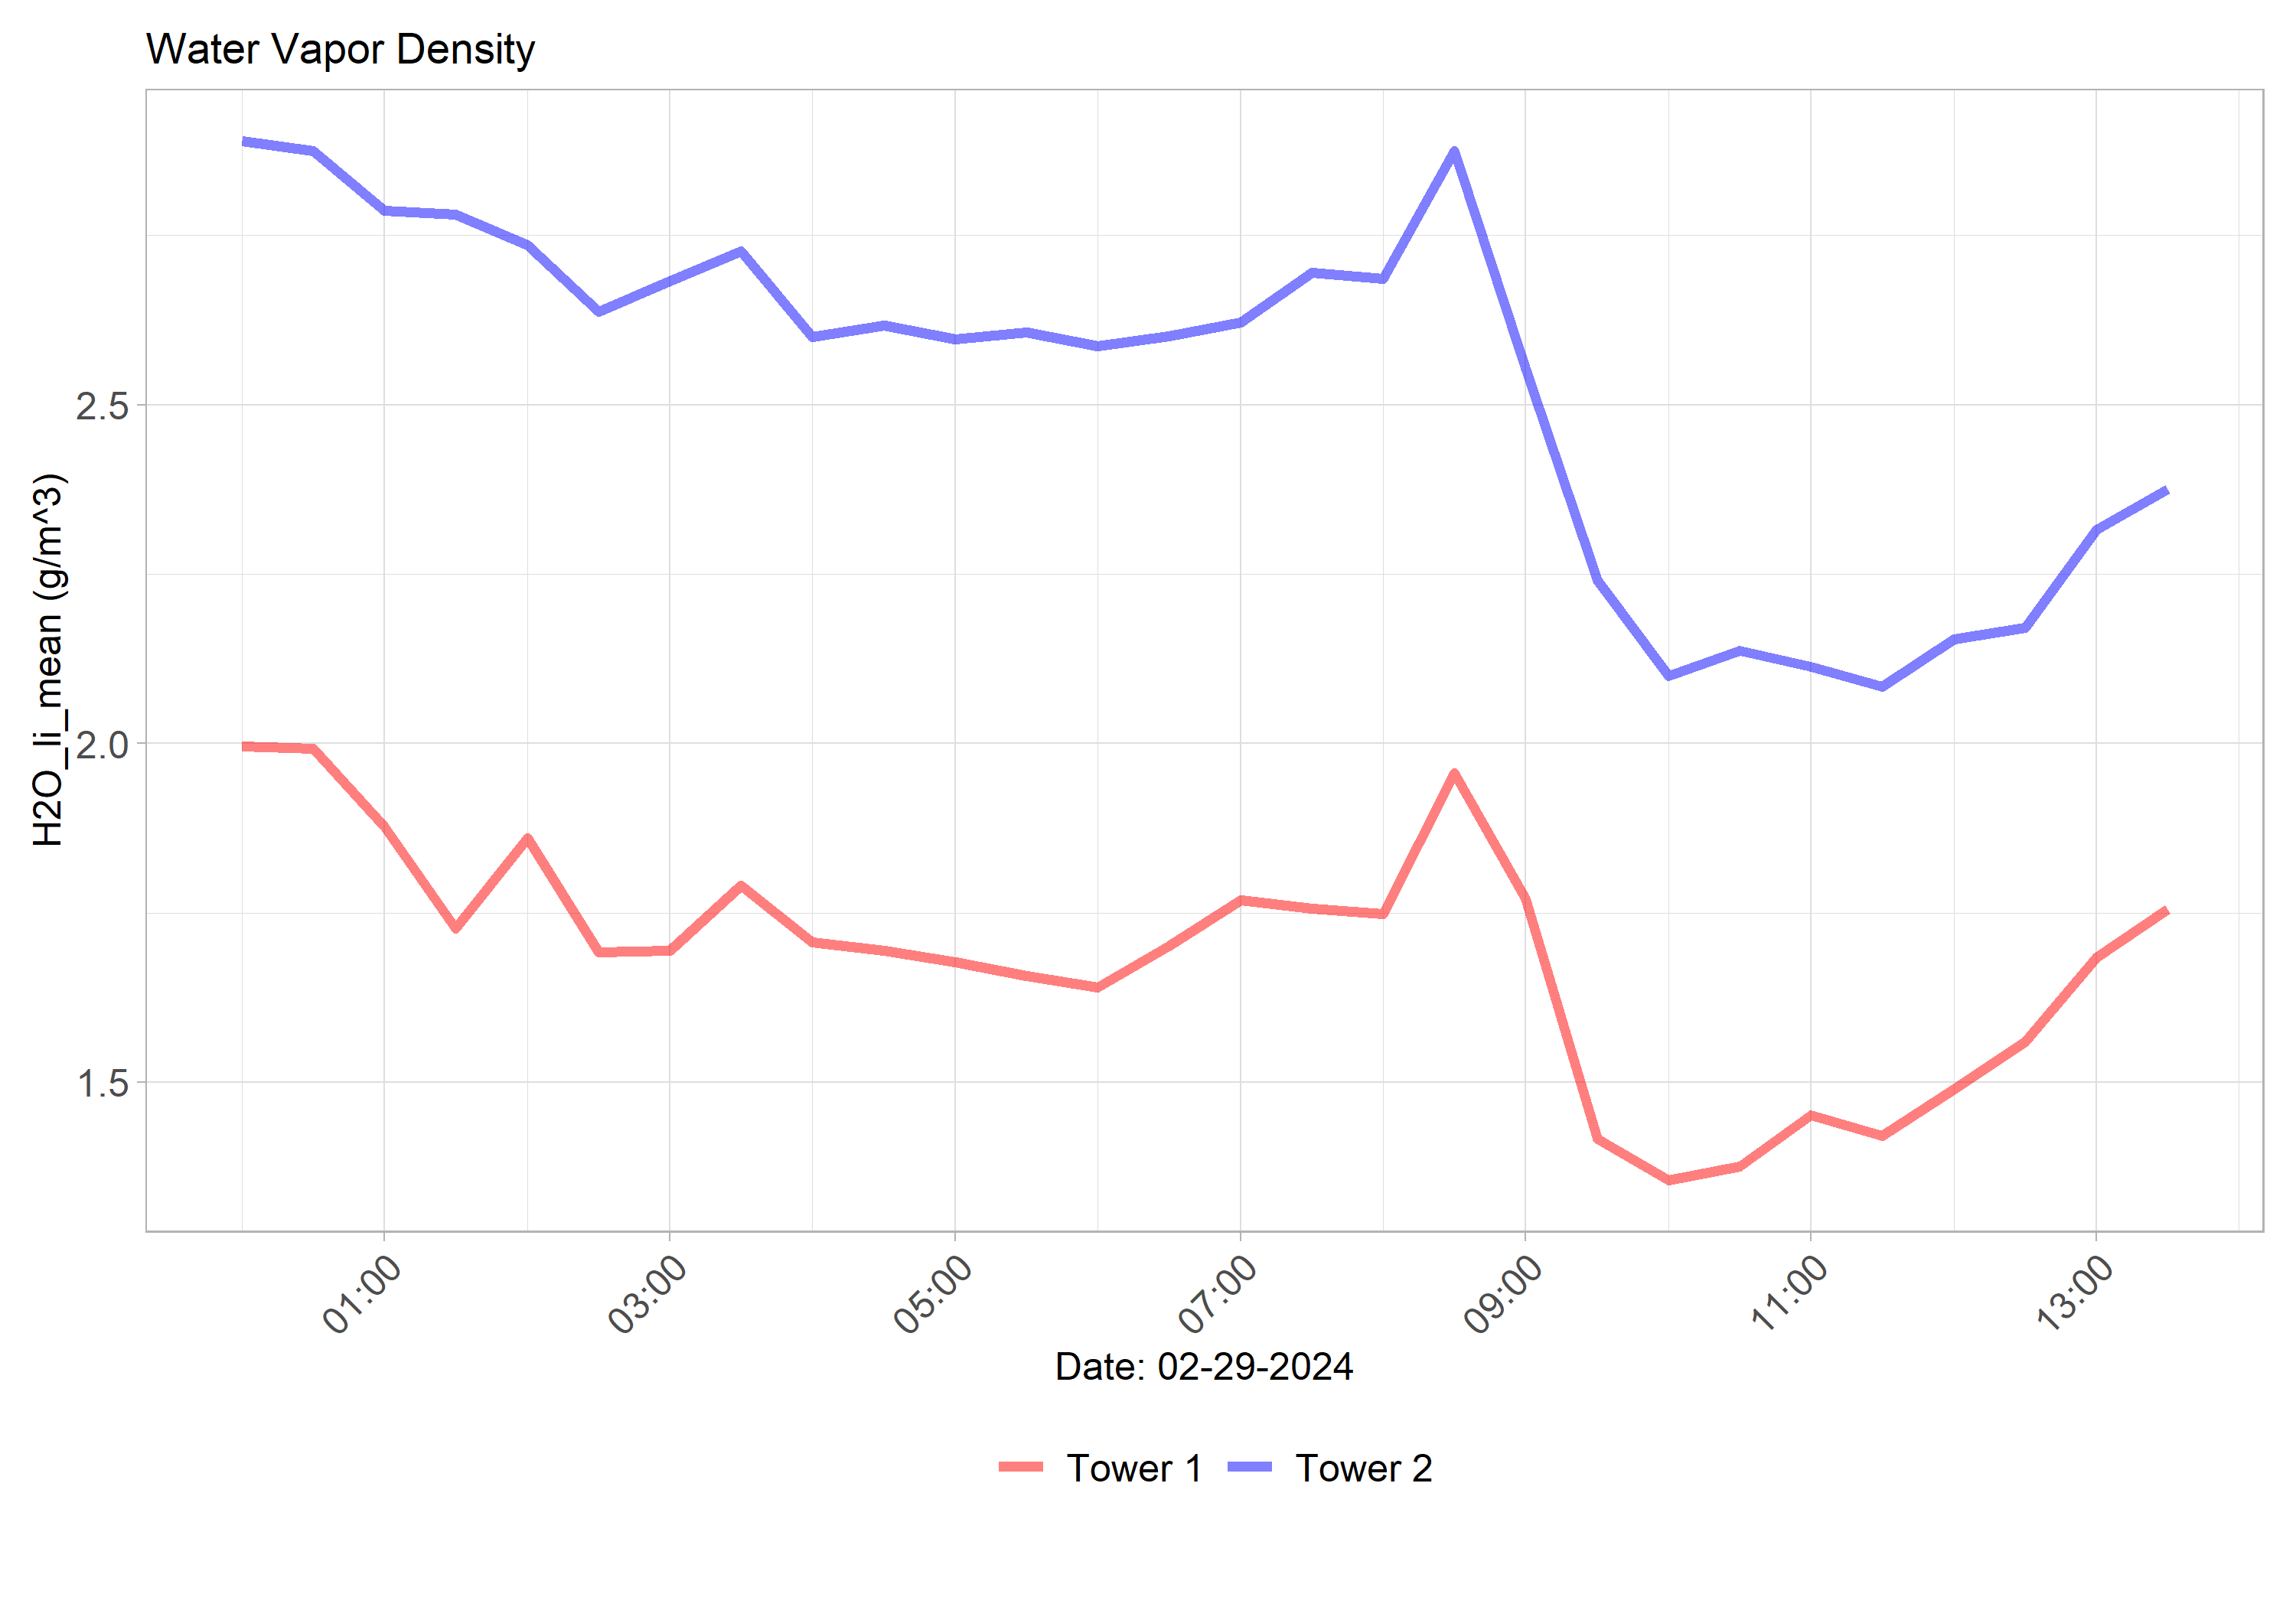 Water Vapor Density
H2O_li_mean (g/m^3)
2.5
2.0
1.5
01:00
03:00
05:00
07:00
09:00
11:00
13:00
Date: 02-29-2024
Tower 1
Tower 2